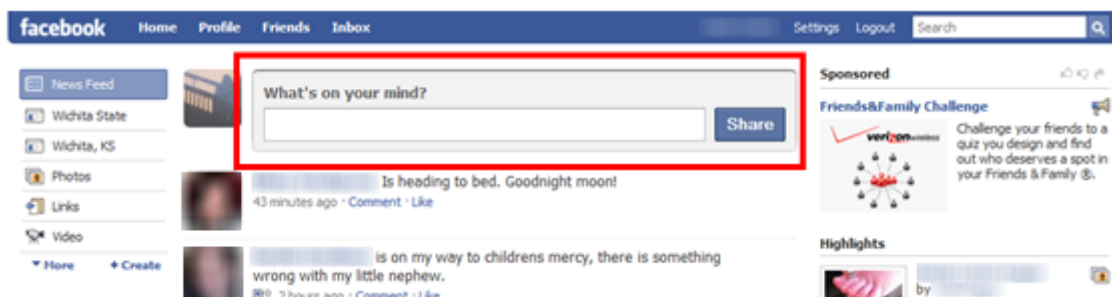 facebook Home Profile Friends Inbox Settings Logout Search
News Feed
Wichita State
Wichita, KS
Photos
Links
Video
More + Create
What's on your mind?
Share
Is heading to bed. Goodnight moon!
43 minutes ago · Comment · Like
is on my way to childrens mercy, there is something
wrong with my little nephew.
2 hours ago · Comment · Like
Sponsored
Friends&Family Challenge
verizon wireless
Challenge your friends to a
quiz you design and find
out who deserves a spot in
your Friends & Family ®.
Highlights
by